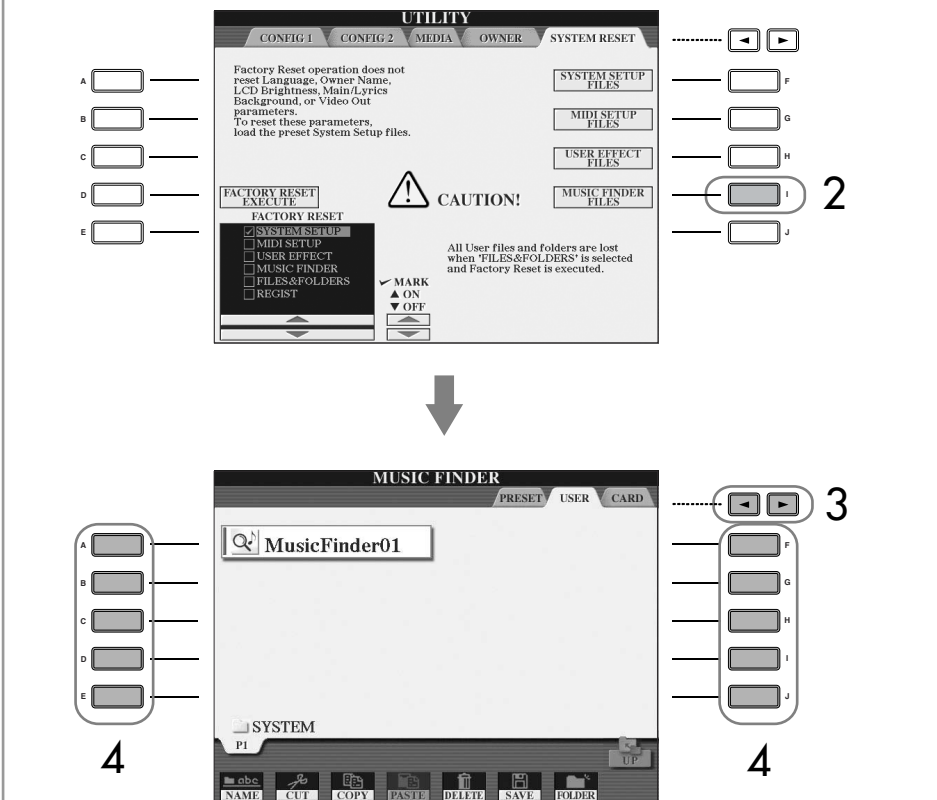 UTILITY
CONFIG 1 CONFIG 2 MEDIA OWNER SYSTEM RESET
Factory Reset operation does not
reset Language, Owner Name,
LCD Brightness, Main/Lyrics
Background, or Video Out
parameters.
To reset these parameters,
load the preset System Setup files.
A
B
C
D
E
SYSTEM SETUP
FILES
MIDI SETUP
FILES
USER EFFECT
FILES
MUSIC FINDER
FILES
F
G
H
I
J
2
CAUTION!
FACTORY RESET
EXECUTE
FACTORY RESET
SYSTEM SETUP
MIDI SETUP
USER EFFECT
MUSIC FINDER
FILES&FOLDERS
REGIST
MARK
ON
OFF
All User files and folders are lost
when 'FILES&FOLDERS' is selected
and Factory Reset is executed.
MUSIC FINDER
PRESET USER CARD
3
MusicFinder01
A
B
C
D
E
F
G
H
I
J
SYSTEM
P1
UP
4
4
abc
NAME CUT COPY PASTE DELETE SAVE FOLDER